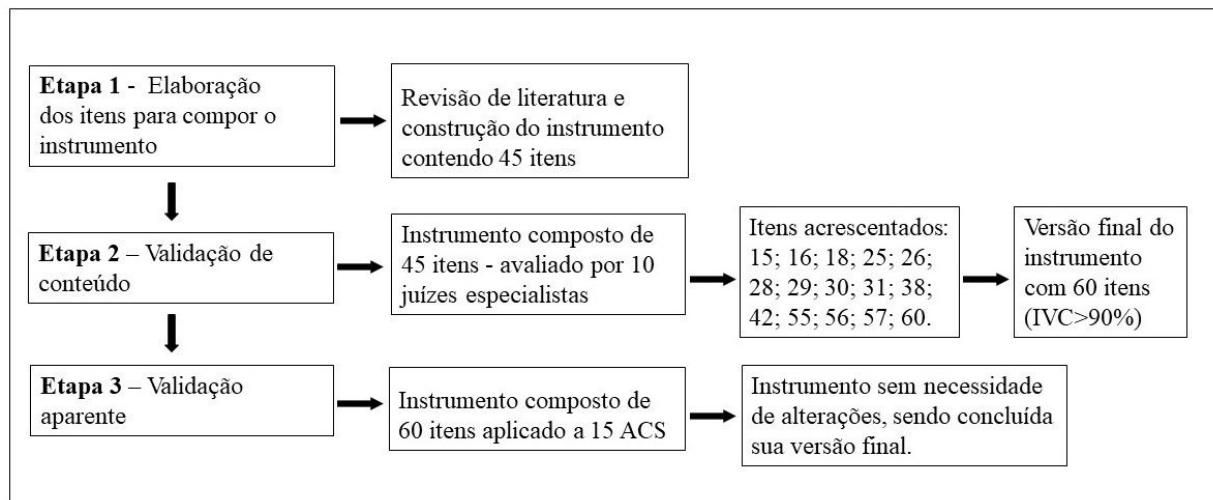 Etapa 1 - Elaboração
dos itens para compor o
instrumento
Revisão de literatura e
construção do instrumento
contendo 45 itens
Etapa 2 – Validação de
conteúdo
Instrumento composto de
45 itens - avaliado por 10
juízes especialistas
Itens acrescentados:
15; 16; 18; 25; 26;
28; 29; 30; 31; 38;
42; 55; 56; 57; 60.
Versão final do
instrumento
com 60 itens
(IVC>90%)
Etapa 3 – Validação
aparente
Instrumento composto de
60 itens aplicado a 15 ACS
Instrumento sem necessidade
de alterações, sendo concluída
sua versão final.